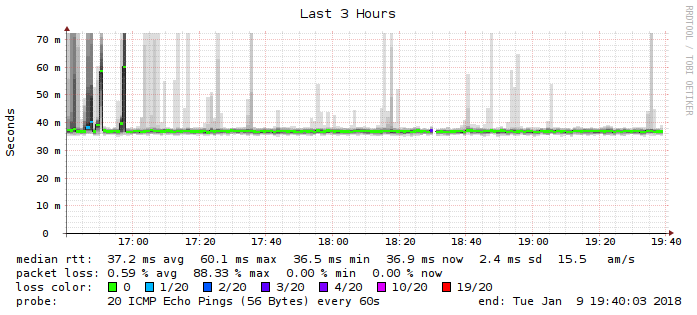 Last 3 Hours
RRDTOOL / TOBI OETIKER
Seconds
70 m
60 m
50 m
40 m
30 m
20 m
10 m
0
17:00 17:20 17:40 18:00 18:20 18:40 19:00 19:20 19:40
median rtt: 37.2 ms avg 60.1 ms max 36.5 ms min 36.9 ms now 2.4 ms sd 15.5 am/s
packet loss: 0.59 % avg 88.33 % max 0.00 % min 0.00 % now
loss color: 0 1/20 2/20 3/20 4/20 10/20 19/20
probe: 20 ICMP Echo Pings (56 Bytes) every 60s end: Tue Jan 9 19:40:03 2018